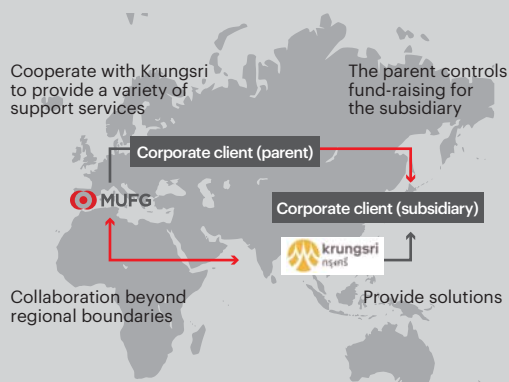 Cooperate with Krungsri
to provide a variety of
support services
The parent controls
fund-raising for
the subsidiary
Corporate client (parent)
MUFG
Corporate client (subsidiary)
krungsri
กรุงศรี
Collaboration beyond
regional boundaries
Provide solutions